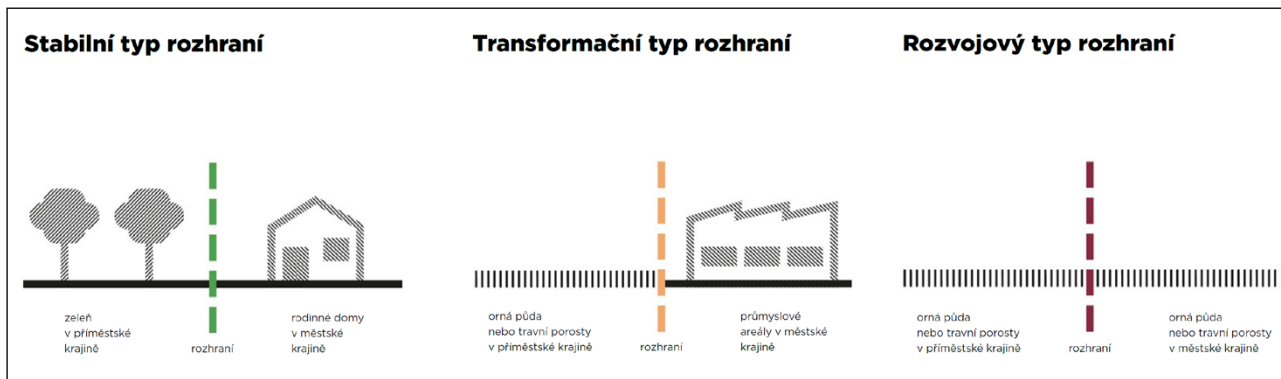 Stabilní typ rozhraní
zeleň
v příměstské
krajině
rozhraní
rodinné domy
v městské
krajině
Transformační typ rozhraní
orná půda
nebo travní porosty
v příměstské krajině
rozhraní
průmyslové
areály v městské
krajině
Rozvojový typ rozhraní
orná půda
nebo travní porosty
v příměstské krajině
rozhraní
orná půda
nebo travní porosty
v městské krajině